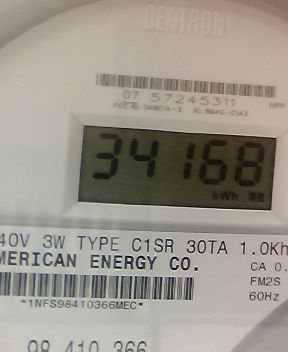 CENTRON
07 57245311
34168
kWh
40V 3W TYPE C1SR 30TA 1.0Kh
MERICAN ENERGY CO.
CA 0.
FM2S
*1NFS98410366MEC*
60Hz
98 410 366